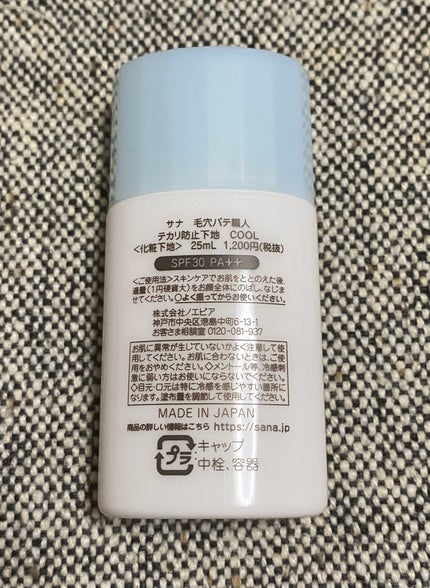 サナ 毛穴パテ職人
テカリ防止下地 COOL
<化粧下地> 25mL 1,200円(税抜)
SPF30 PA++
<ご使用法>スキンケアでお肌をととのえた後、
適量(1円硬貨大)をお顔全体にのばし、なじま
せてください。○よく振ってからお使いください。
株式会社ノエビア
神戸市中央区港島中町6-13-1
お客さま相談室 0120-081-937
お肌に異常が生じていないかよく注意して使
用してください。お肌に合わないときは、ご使
用をおやめください。◇メントール等、冷感刺
激に弱い方はお使いにならないでください。
◇目元・口元は特に冷感を感じやすい箇所に
なります。塗布量を調節して使用してください。
MADE IN JAPAN
商品の詳しい情報はこちら https://sana.jp
プラ
キャップ
中栓、容器